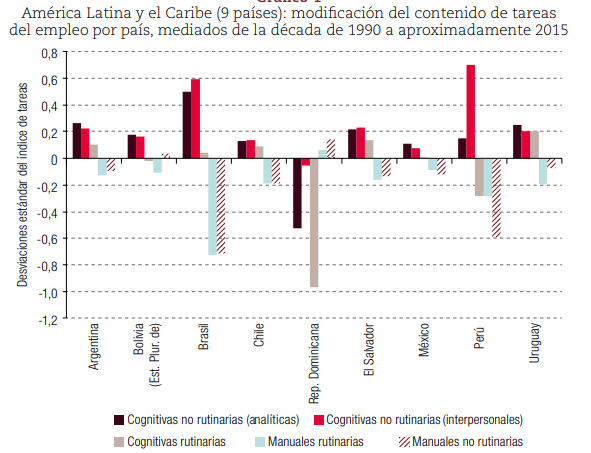 América Latina y el Caribe (9 países): modificación del contenido de tareas
del empleo por país, mediados de la década de 1990 a aproximadamente 2015
Desviaciones estándar del índice de tareas
0,8
0,6
0,4
0,2
0
-0,2
-0,4
-0,6
-0,8
-1,0
-1,2
Argentina
Bolivia
(Est. Plur. de)
Brasil
Chile
Rep. Dominicana
El Salvador
México
Perú
Uruguay
Cognitivas no rutinarias (analíticas)
Cognitivas no rutinarias (interpersonales)
Cognitivas rutinarias
Manuales rutinarias
Manuales no rutinarias